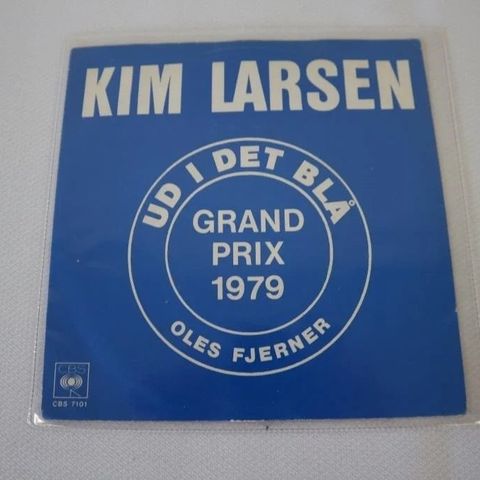 KIM LARSEN
UD I DET BLÅ
GRAND
PRIX
1979
OLES FJERNER
CBS
CBS 7101